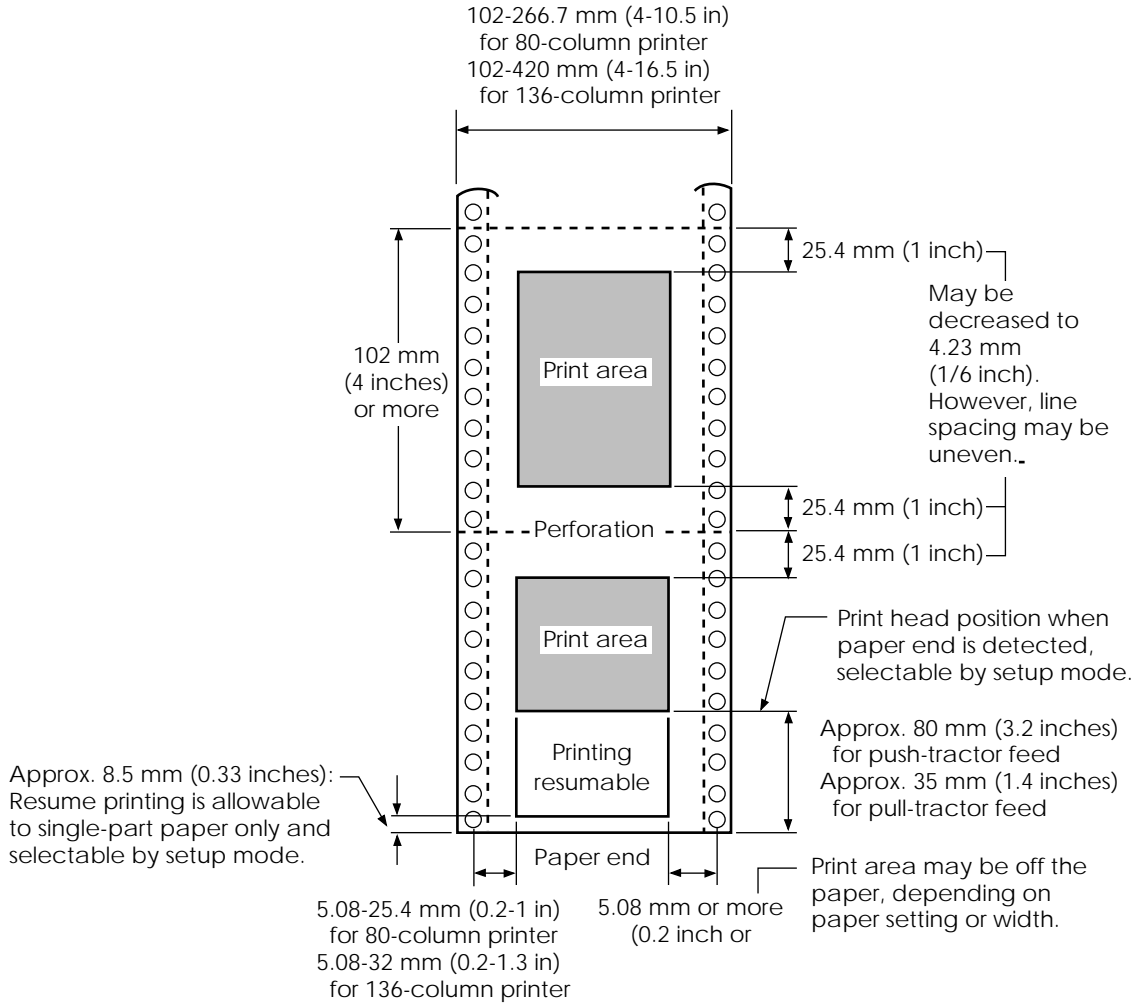 102-266.7 mm (4-10.5 in)
for 80-column printer
102-420 mm (4-16.5 in)
for 136-column printer
25.4 mm (1 inch)
May be
decreased to
4.23 mm
(1/6 inch).
However, line
spacing may be
uneven.
102 mm
(4 inches)
or more
Print area
25.4 mm (1 inch)
Perforation
25.4 mm (1 inch)
Print area
Print head position when
paper end is detected,
selectable by setup mode.
Printing
resumable
Approx. 80 mm (3.2 inches)
for push-tractor feed
Approx. 35 mm (1.4 inches)
for pull-tractor feed
Approx. 8.5 mm (0.33 inches):
Resume printing is allowable
to single-part paper only and
selectable by setup mode.
Paper end
Print area may be off the
paper, depending on
paper setting or width.
5.08-25.4 mm (0.2-1 in)
for 80-column printer
5.08-32 mm (0.2-1.3 in)
for 136-column printer
5.08 mm or more
(0.2 inch or